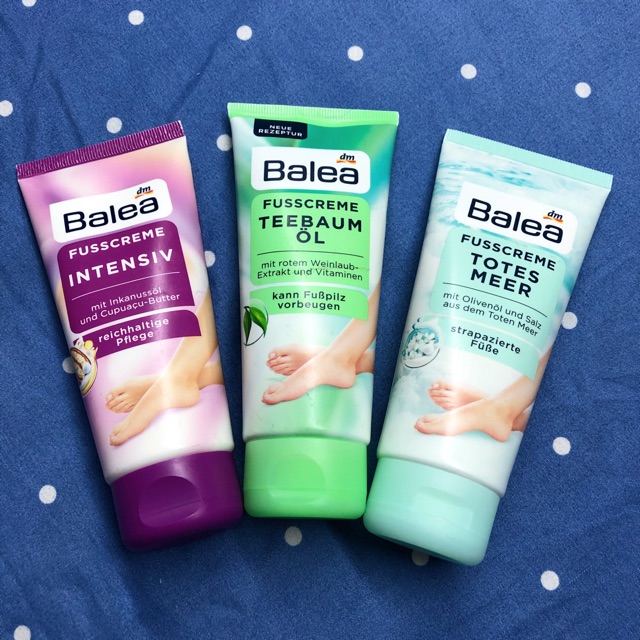 Balea
dm
FUSSCREME
INTENSIV
mit Inkanussöl
und Cupuaçu-Butter
reichhaltige
Pflege
NEUE
REZEPTUR
Balea
dm
FUSSCREME
TEEBAUM
ÖL
mit rotem Weinlaub-
Extrakt und Vitaminen
kann Fußpilz
vorbeugen
Balea
dm
FUSSCREME
TOTES
MEER
mit Olivenöl und Salz
aus dem Toten Meer
strapazierte
Füße